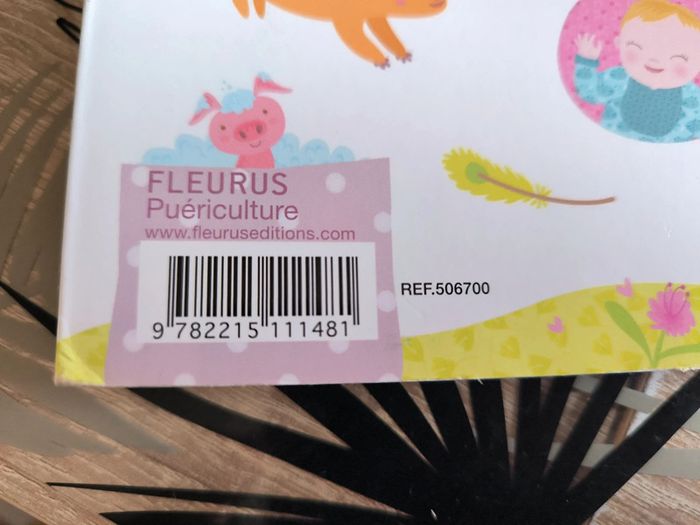 FLEURUS
Puériculture
www.fleuruseditions.com
REF.506700
9 782215 111481